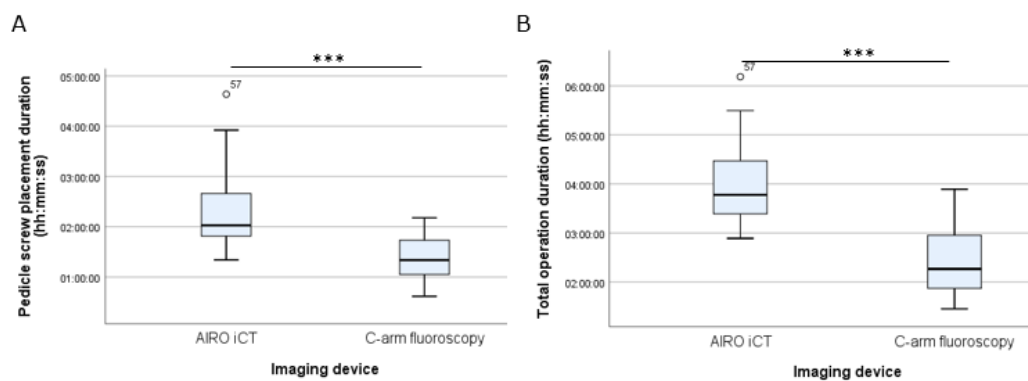 A
Pedicle screw placement duration
(hh:mm:ss)
05:00:00
04:00:00
03:00:00
02:00:00
01:00:00
57
***
AIRO iCT
C-arm fluoroscopy
Imaging device
B
Total operation duration (hh:mm:ss)
06:00:00
05:00:00
04:00:00
03:00:00
02:00:00
57
***
AIRO iCT
C-arm fluoroscopy
Imaging device